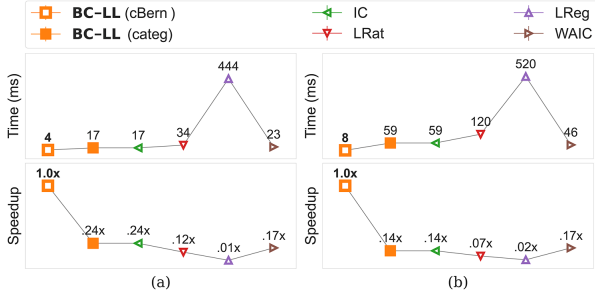 BC–LL (cBern) IC LReg
BC–LL (categ) LRat WAIC
Time (ms) 4 17 17 34 444 23
Time (ms) 8 59 59 120 520 46
Speedup 1.0x .24x .24x .12x .01x .17x
Speedup 1.0x .14x .14x .07x .02x .17x
(a) (b)